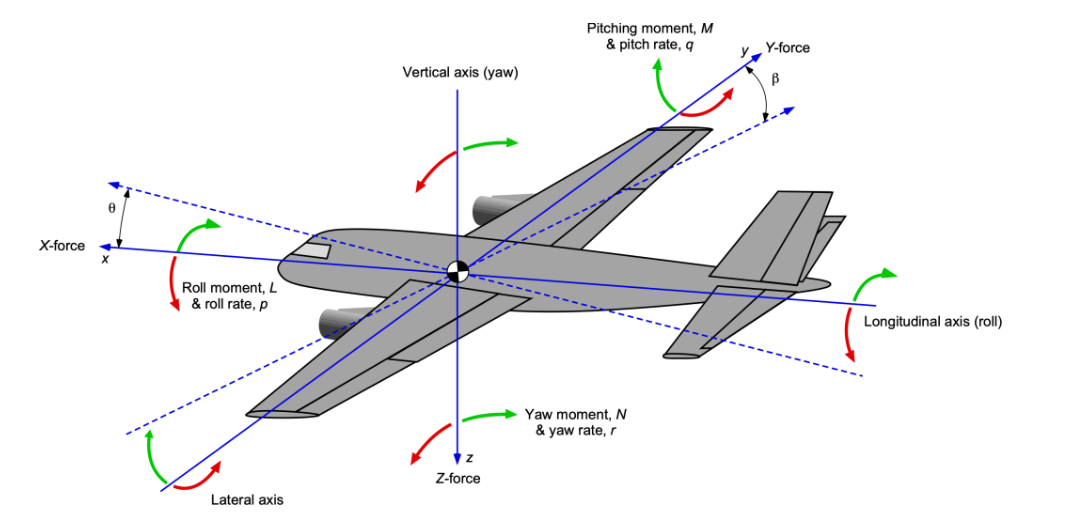 Pitching moment, M
& pitch rate, q
y
Y-force
Vertical axis (yaw)
β
θ
X-force
x
Roll moment, L
& roll rate, p
Longitudinal axis (roll)
Yaw moment, N
& yaw rate, r
z
Z-force
Lateral axis